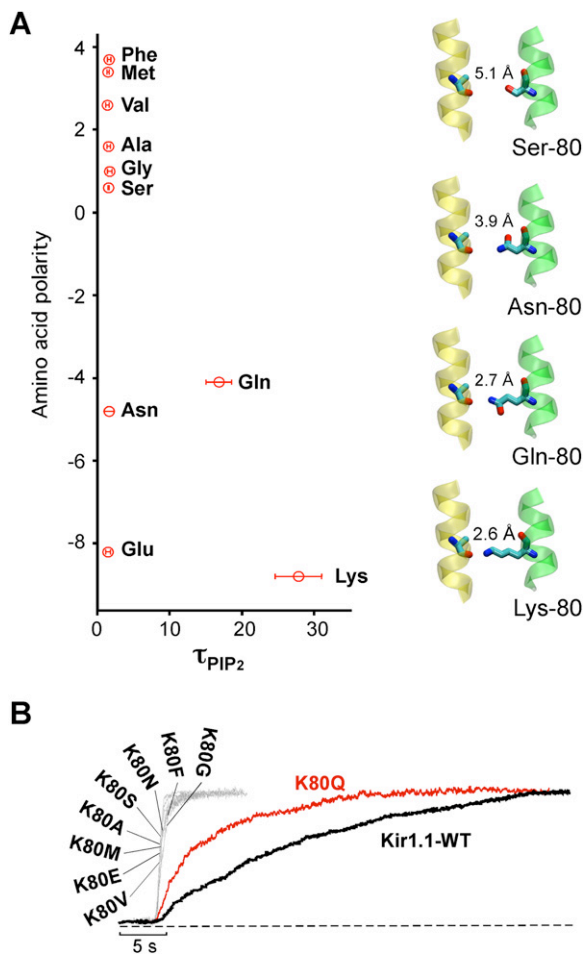 A
4
2
0
-2
-4
-6
-8
Amino acid polarity
Phe
Met
Val
Ala
Gly
Ser
Gln
Asn
Glu
Lys
0 10 20 30
τPIP2
5.1 Å
Ser-80
3.9 Å
Asn-80
2.7 Å
Gln-80
2.6 Å
Lys-80
B
K80G
K80F
K80N
K80S
K80A
K80M
K80E
K80V
K80Q
Kir1.1-WT
5 s